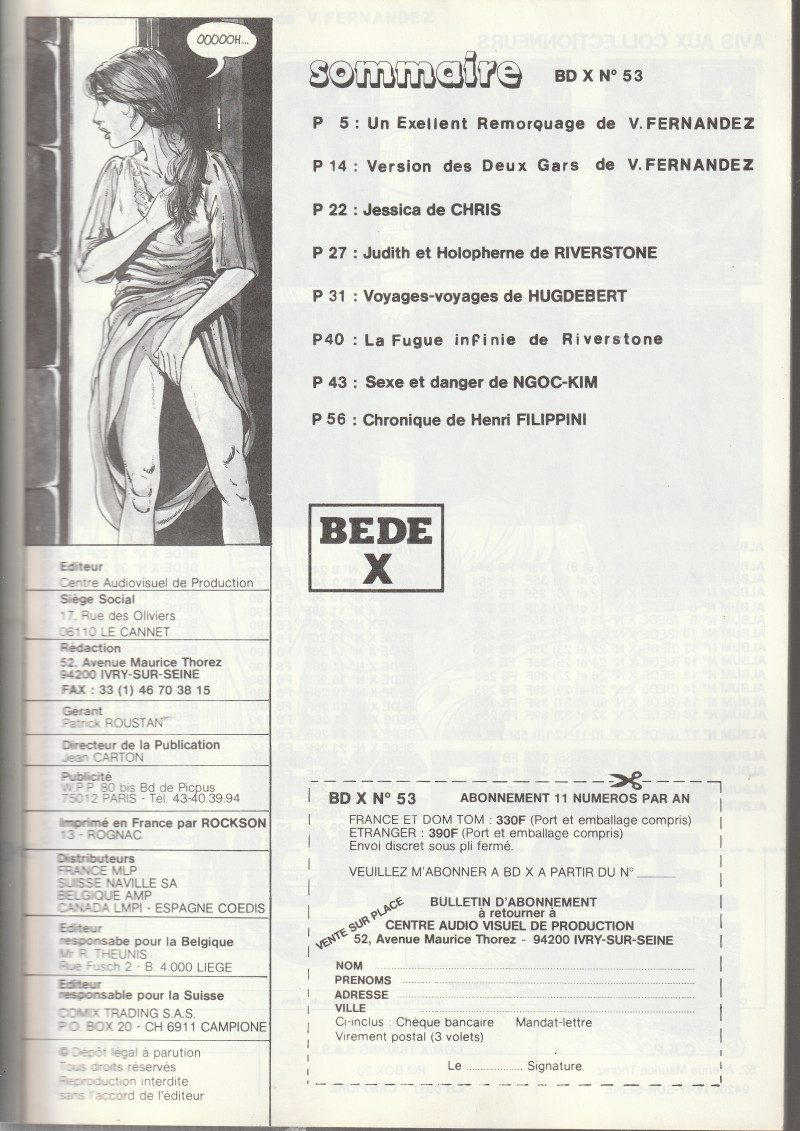 OOOOOH...
sommaire
BD X N° 53
P 5 : Un Exellent Remorquage de V.FERNANDEZ
P 14 : Version des Deux Gars de V.FERNANDEZ
P 22 : Jessica de CHRIS
P 27 : Judith et Holopherne de RIVERSTONE
P 31 : Voyages-voyages de HUGDEBERT
P40 : La Fugue infinie de Riverstone
P 43 : Sexe et danger de NGOC-KIM
P 56 : Chronique de Henri FILIPPINI
BEDE
X
Editeur
Centre Audiovisuel de Production
Siège Social
17, Rue des Oliviers
06110 LE CANNET
Rédaction
52, Avenue Maurice Thorez
94200 IVRY-SUR-SEINE
FAX : 33 (1) 46 70 38 15
Gérant
Patrick ROUSTAN
Directeur de la Publication
Jean CARTON
Publicité
W.P.P. 80 bis Bd de Picpus
75012 PARIS - Tél. 43-40.39.94
Imprimé en France par ROCKSON
13 - ROGNAC
Distributeurs
FRANCE MLP
SUISSE NAVILLE SA
BELGIQUE AMP
CANADA LMPI - ESPAGNE COEDIS
Editeur
responsabe pour la Belgique
Mr R. THEUNIS
Rue Fusch 2 - B. 4.000 LIEGE
Editeur
responsable pour la Suisse
COMIX TRADING S.A.S.
P.O. BOX 20 - CH 6911 CAMPIONE
© Dépôt légal à parution
Tous droits réservés
Reproduction interdite
sans l'accord de l'éditeur
BD X N° 53 ABONNEMENT 11 NUMEROS PAR AN
FRANCE ET DOM TOM : 330F (Port et emballage compris)
ETRANGER : 390F (Port et emballage compris)
Envoi discret sous pli fermé.
VEUILLEZ M'ABONNER A BD X A PARTIR DU N° ______
VENTE SUR PLACE
BULLETIN D'ABONNEMENT
à retourner à
CENTRE AUDIO VISUEL DE PRODUCTION
52, Avenue Maurice Thorez - 94200 IVRY-SUR-SEINE
NOM
PRENOMS
ADRESSE
VILLE
Ci-inclus : Chèque bancaire Mandat-lettre
Virement postal (3 volets)
Le .................... Signature